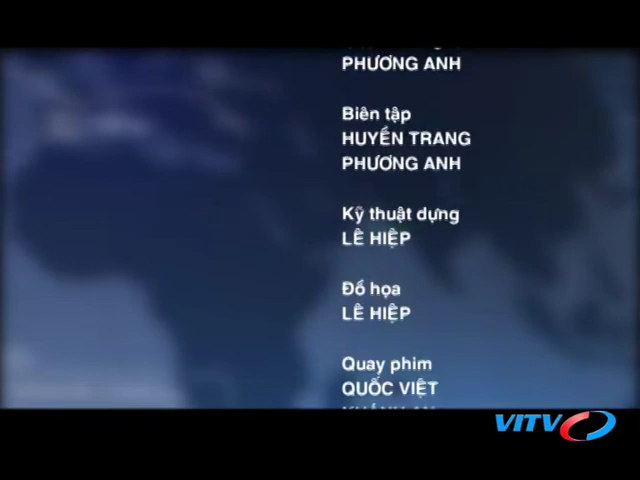 PHƯƠNG ANH
Biên tập
HUYỀN TRANG
PHƯƠNG ANH
Kỹ thuật dựng
LÊ HIỆP
Đồ họa
LÊ HIỆP
Quay phim
QUỐC VIỆT
VITV